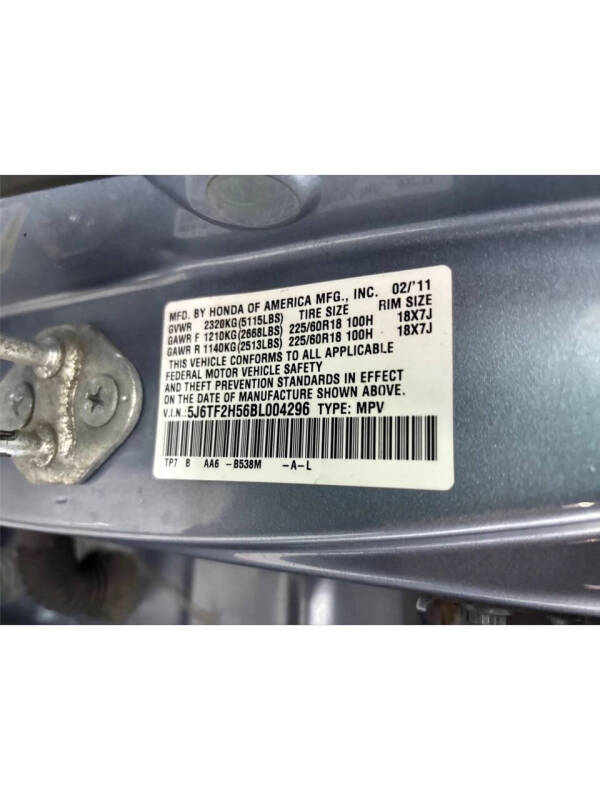 MFD. BY HONDA OF AMERICA MFG., INC. 02/'11
GVWR 2320KG(5115LBS) TIRE SIZE RIM SIZE
GAWR F 1210KG(2668LBS) 225/60R18 100H 18X7J
GAWR R 1140KG(2513LBS) 225/60R18 100H 18X7J
THIS VEHICLE CONFORMS TO ALL APPLICABLE
FEDERAL MOTOR VEHICLE SAFETY
AND THEFT PREVENTION STANDARDS IN EFFECT
ON THE DATE OF MANUFACTURE SHOWN ABOVE.
V.I.N.:5J6TF2H56BL004296 TYPE: MPV
TP7 B AA6 -B538M -A-L